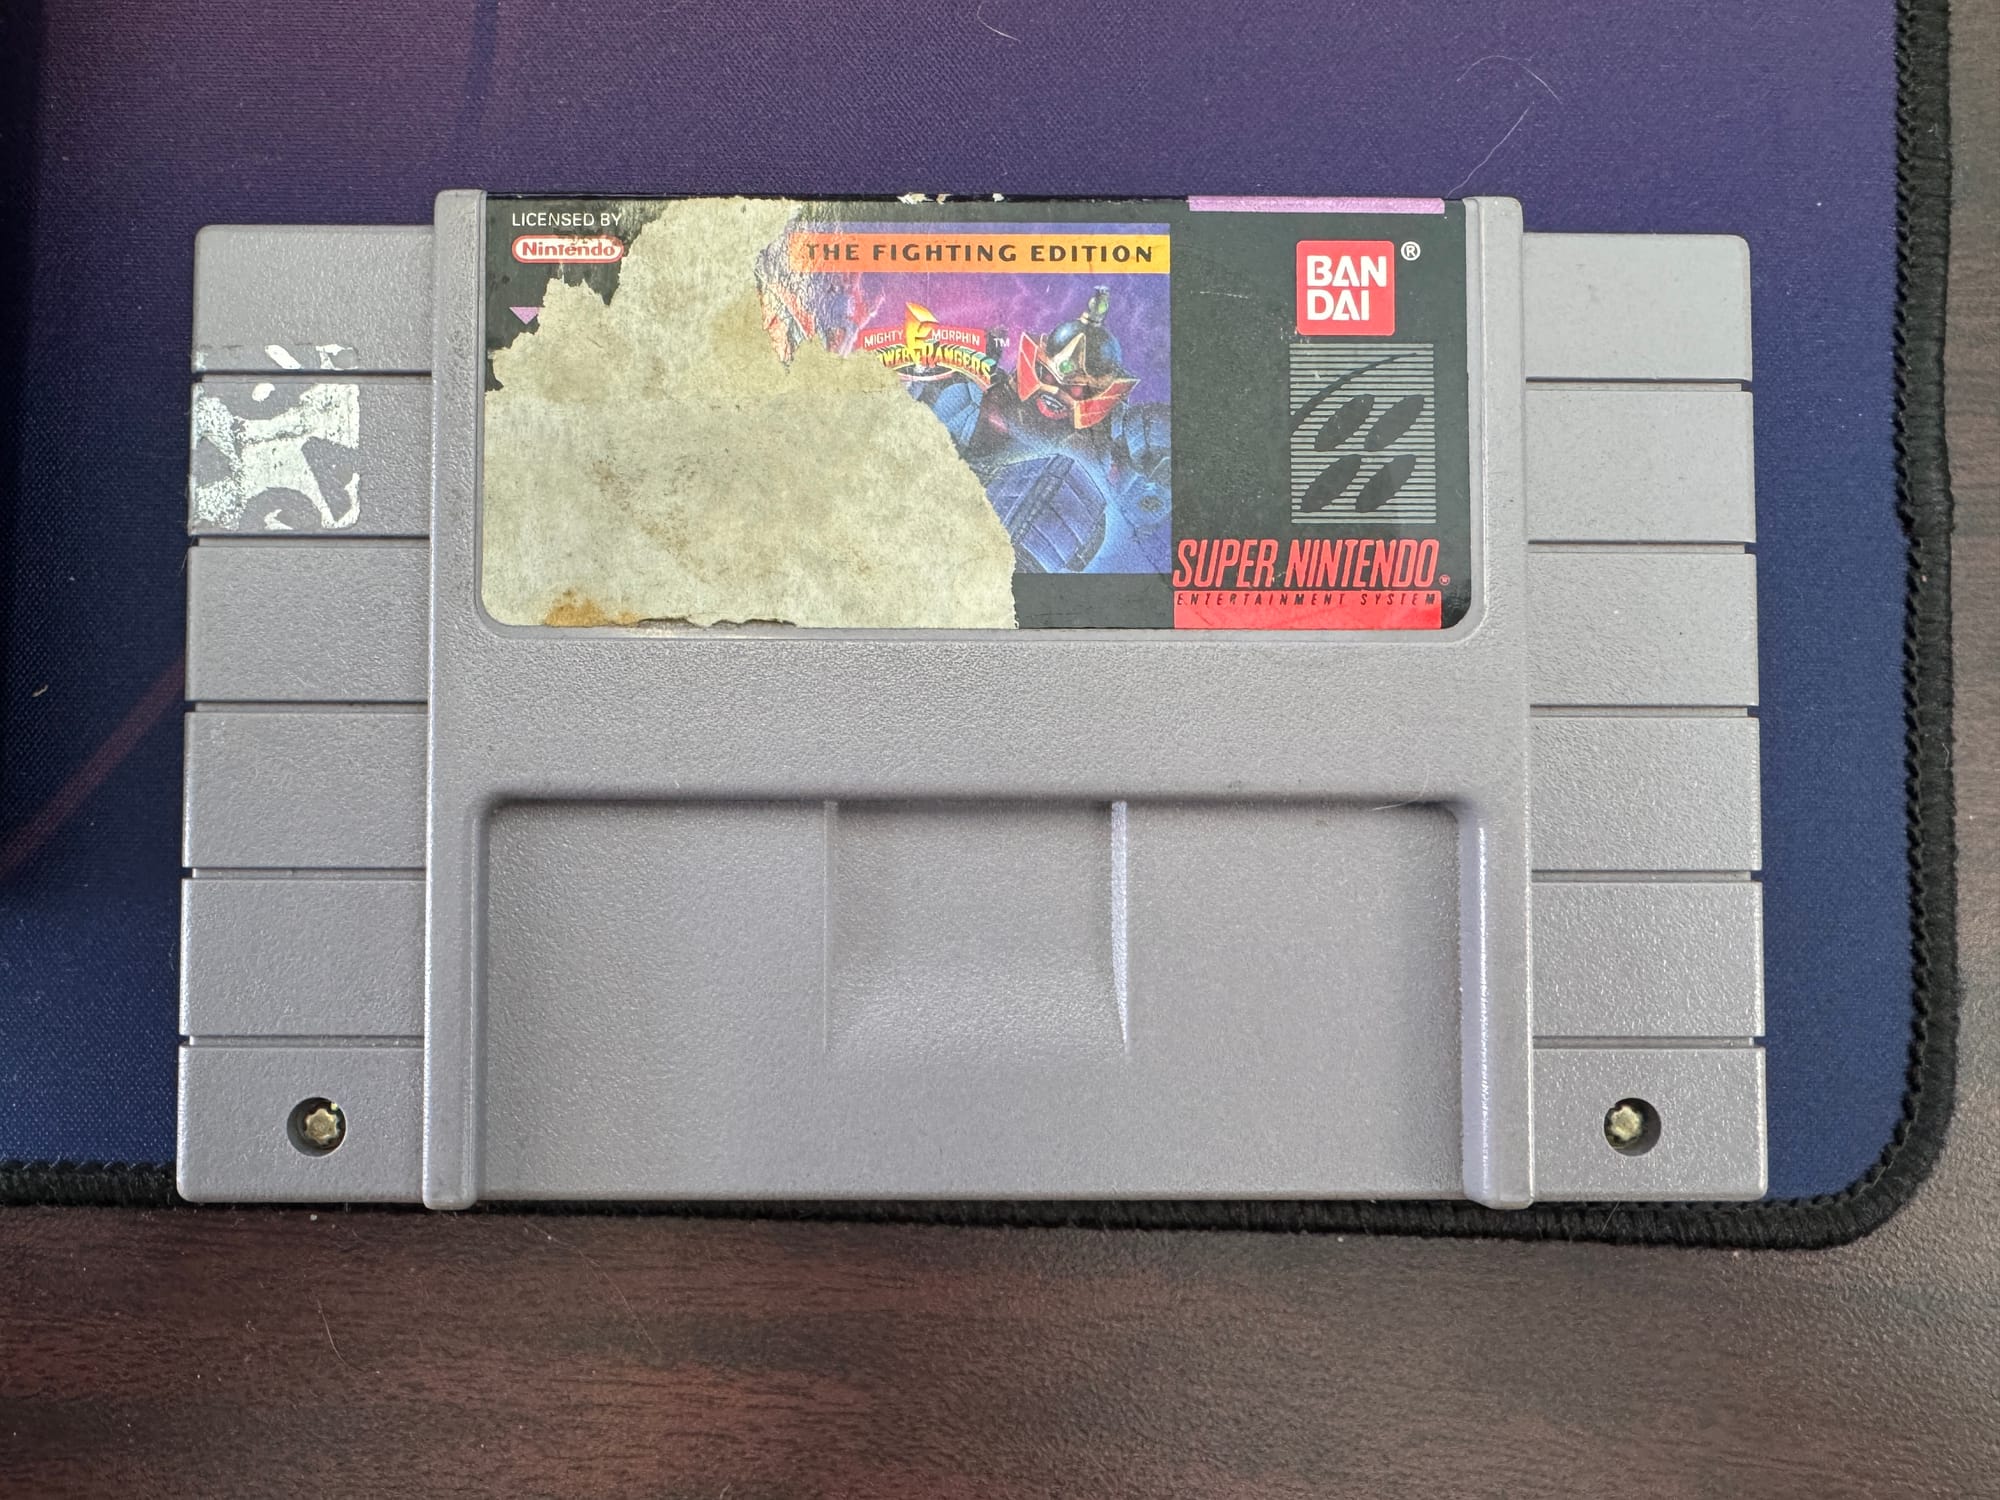 LICENSED BY
Nintendo
THE FIGHTING EDITION
MIGHTY MORPHIN ™
POWER RANGERS
BAN
DAI ®
SUPER NINTENDO
ENTERTAINMENT SYSTEM